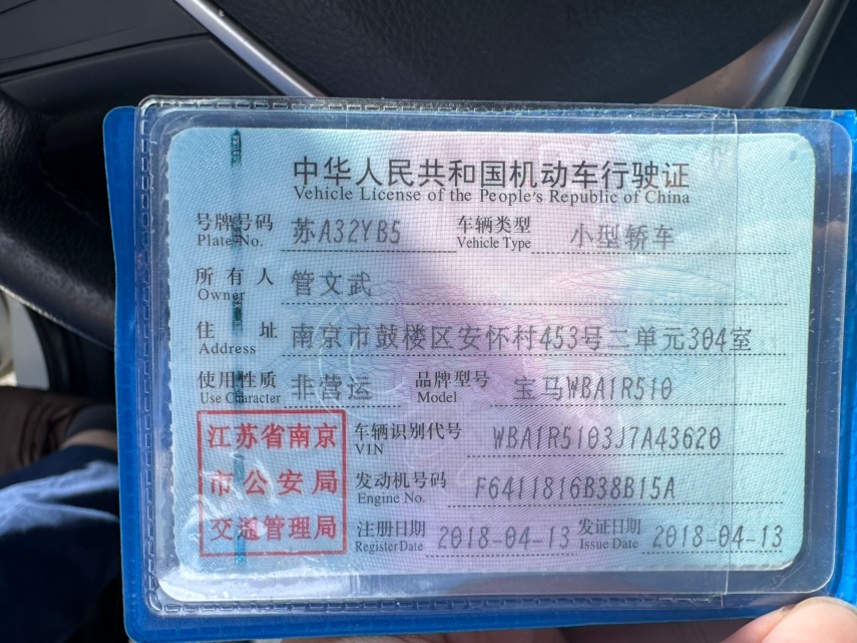 中华人民共和国机动车行驶证
Vehicle License of the People's Republic of China
号牌号码 苏A32YB5 车辆类型 小型轿车
Plate No. Vehicle Type
所有人 管文武
Owner
住址 南京市鼓楼区安怀村453号二单元304室
Address
使用性质 非营运 品牌型号 宝马WBA1R510
Use Character Model
江苏省南京
市公安局
交通管理局
车辆识别代号 WBA1R5103J7A43620
VIN
发动机号码 F6411816B38B15A
Engine No.
注册日期 2018-04-13 发证日期 2018-04-13
Register Date Issue Date